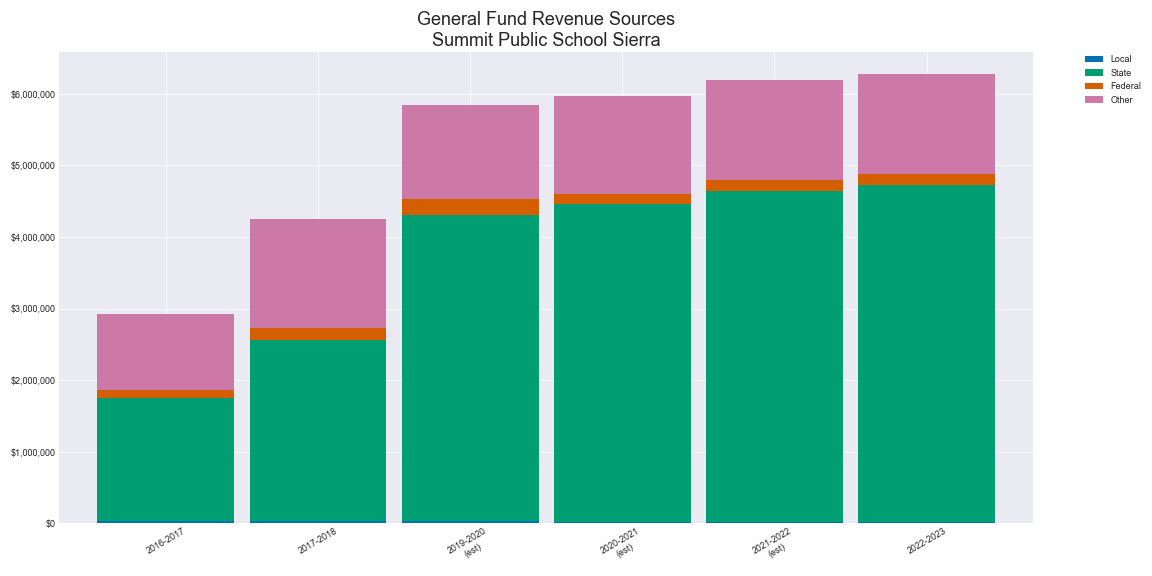 General Fund Revenue Sources
Summit Public School Sierra
Local
State
Federal
Other
$6,000,000
$5,000,000
$4,000,000
$3,000,000
$2,000,000
$1,000,000
$0
2016-2017
2017-2018
2019-2020
(est)
2020-2021
(est)
2021-2022
(est)
2022-2023